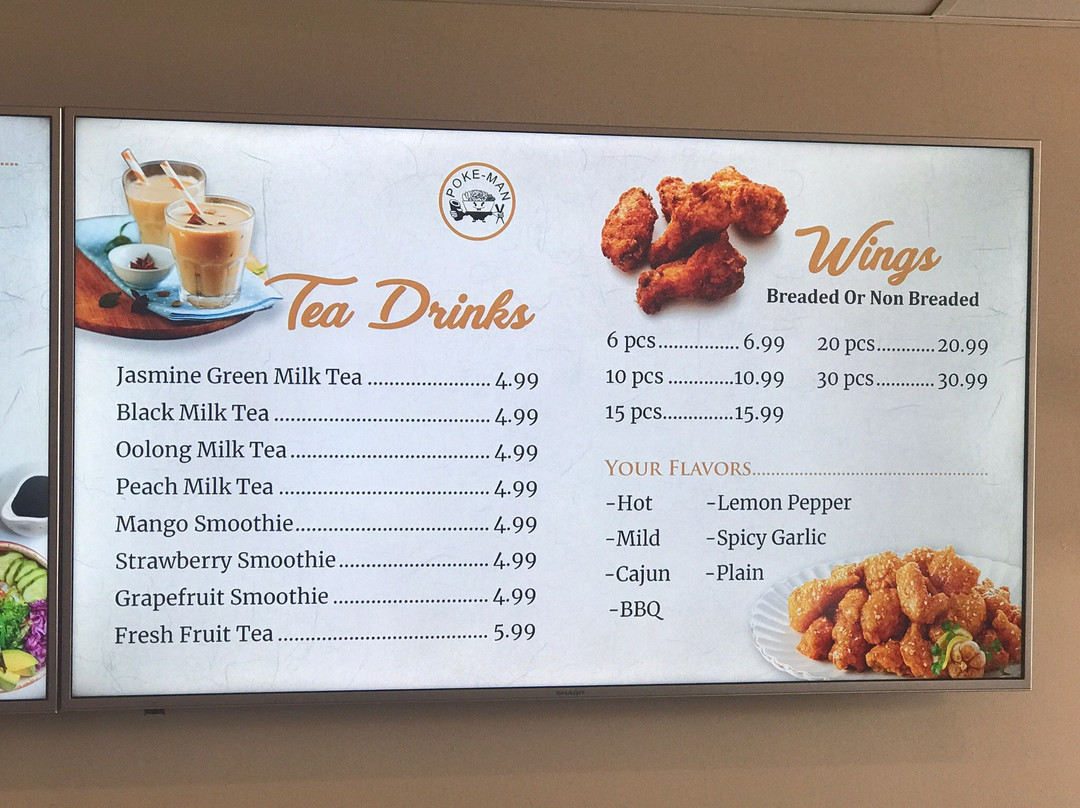 POKE-MAN
Tea Drinks
Jasmine Green Milk Tea ........................ 4.99
Black Milk Tea ........................................... 4.99
Oolong Milk Tea ........................................ 4.99
Peach Milk Tea .......................................... 4.99
Mango Smoothie ...................................... 4.99
Strawberry Smoothie .............................. 4.99
Grapefruit Smoothie ............................... 4.99
Fresh Fruit Tea .......................................... 5.99
Wings
Breaded Or Non Breaded
6 pcs ................ 6.99
10 pcs ............. 10.99
15 pcs .............. 15.99
20 pcs ............ 20.99
30 pcs ............ 30.99
YOUR FLAVORS ............................................................
-Hot
-Mild
-Cajun
-BBQ
-Lemon Pepper
-Spicy Garlic
-Plain
SHARP